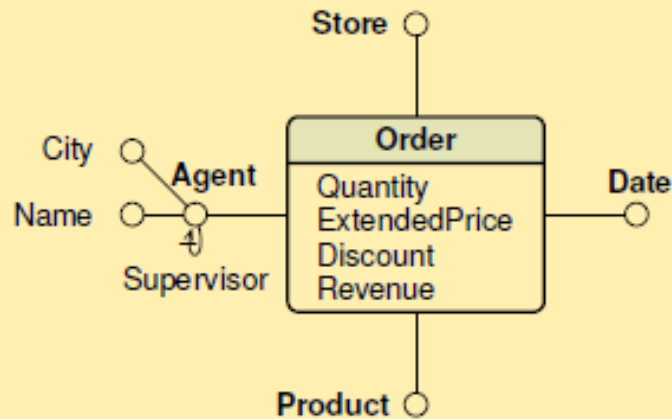 Store
Order
City
Agent
Quantity
Date
Name
ExtendedPrice
Discount
Supervisor
Revenue
Product